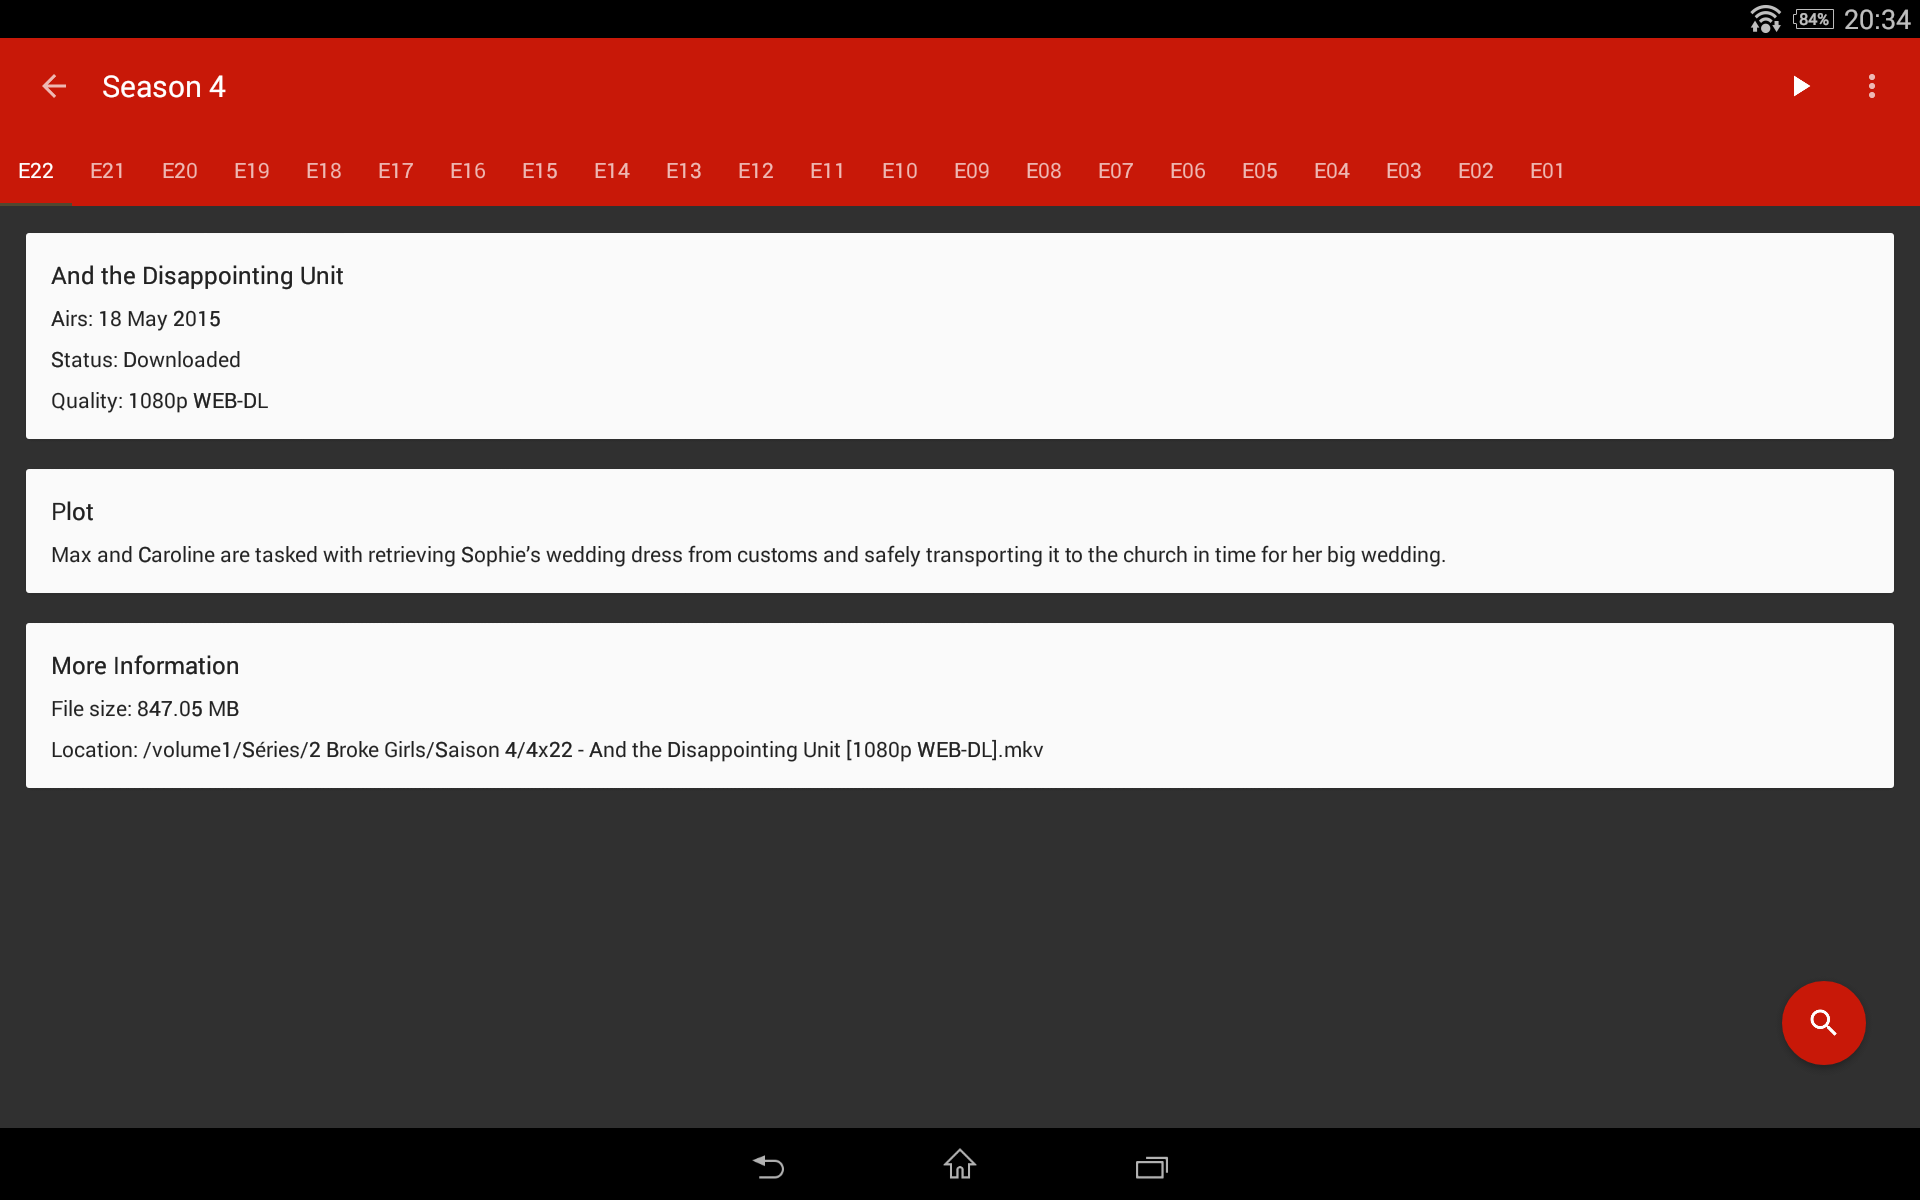 84% 20:34
Season 4
E22 E21 E20 E19 E18 E17 E16 E15 E14 E13 E12 E11 E10 E09 E08 E07 E06 E05 E04 E03 E02 E01
And the Disappointing Unit
Airs: 18 May 2015
Status: Downloaded
Quality: 1080p WEB-DL
Plot
Max and Caroline are tasked with retrieving Sophie’s wedding dress from customs and safely transporting it to the church in time for her big wedding.
More Information
File size: 847.05 MB
Location: /volume1/Séries/2 Broke Girls/Saison 4/4x22 - And the Disappointing Unit [1080p WEB-DL].mkv